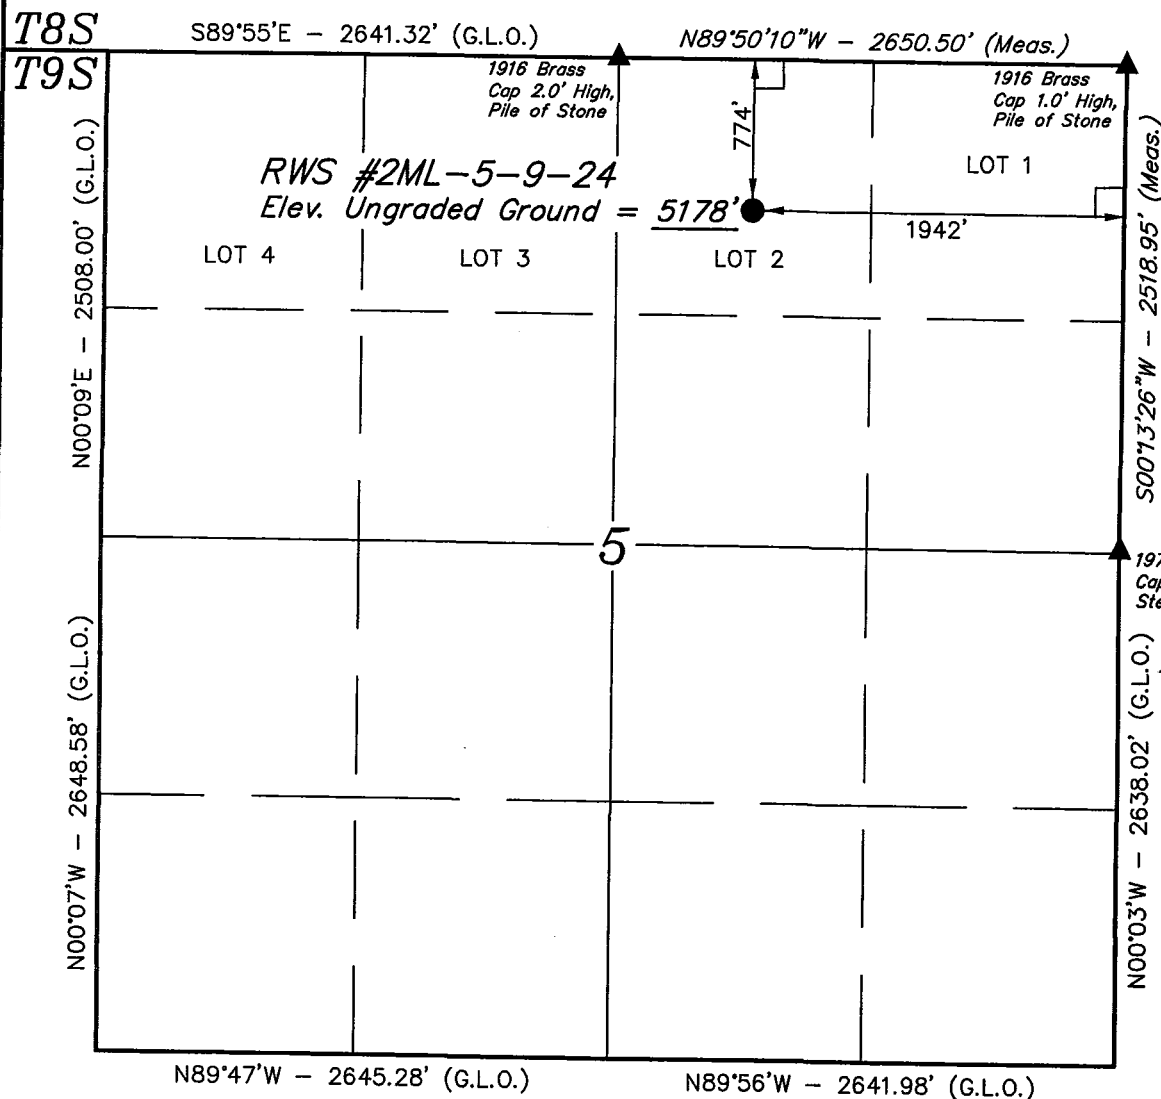 T8S
S89°55'E – 2641.32' (G.L.O.)
N89°50'10"W – 2650.50' (Meas.)
T9S
1916 Brass
Cap 2.0' High,
Pile of Stone
1916 Brass
Cap 1.0' High,
Pile of Stone
774'
LOT 1
RWS #2ML-5-9-24
Elev. Ungraded Ground = 5178'
1942'
LOT 4
LOT 3
LOT 2
N00°09'E – 2508.00' (G.L.O.)
S00°13'26"W – 2518.95' (Meas.)
5
N00°07'W – 2648.58' (G.L.O.)
N00°03'W – 2638.02' (G.L.O.)
N89°47'W – 2645.28' (G.L.O.)
N89°56'W – 2641.98' (G.L.O.)